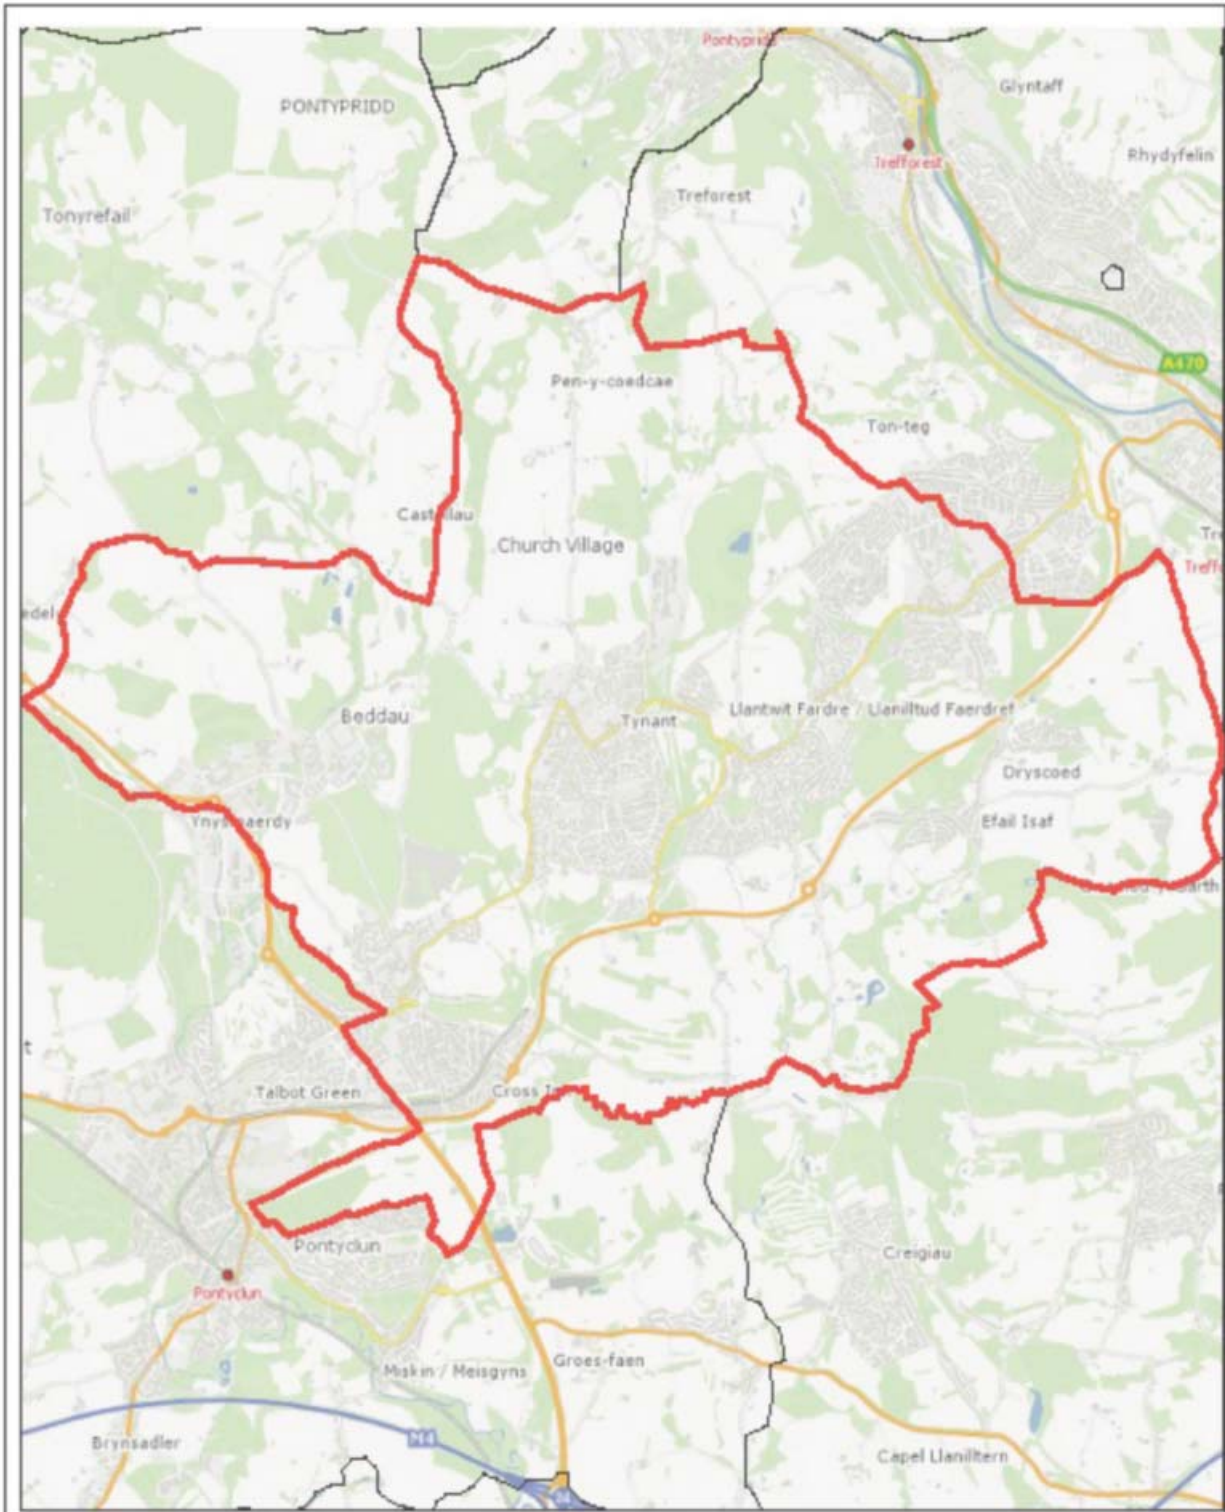 Pontypridd
Glyntaff
PONTYPRIDD
Trefforest
Rhydyfelin
Treforest
Tonyrefail
A470
Pen-y-coedcae
Ton-teg
Church Village
Beddau
Tynant
Llantwit Fardre / Llanilltud Faerdref
Dryscoed
Efail Isaf
Talbot Green
Pontyclun
Creigiau
Pontyclun
Groes-faen
Miskin / Meisgyns
M4
Brynsadler
Capel Llanilltern